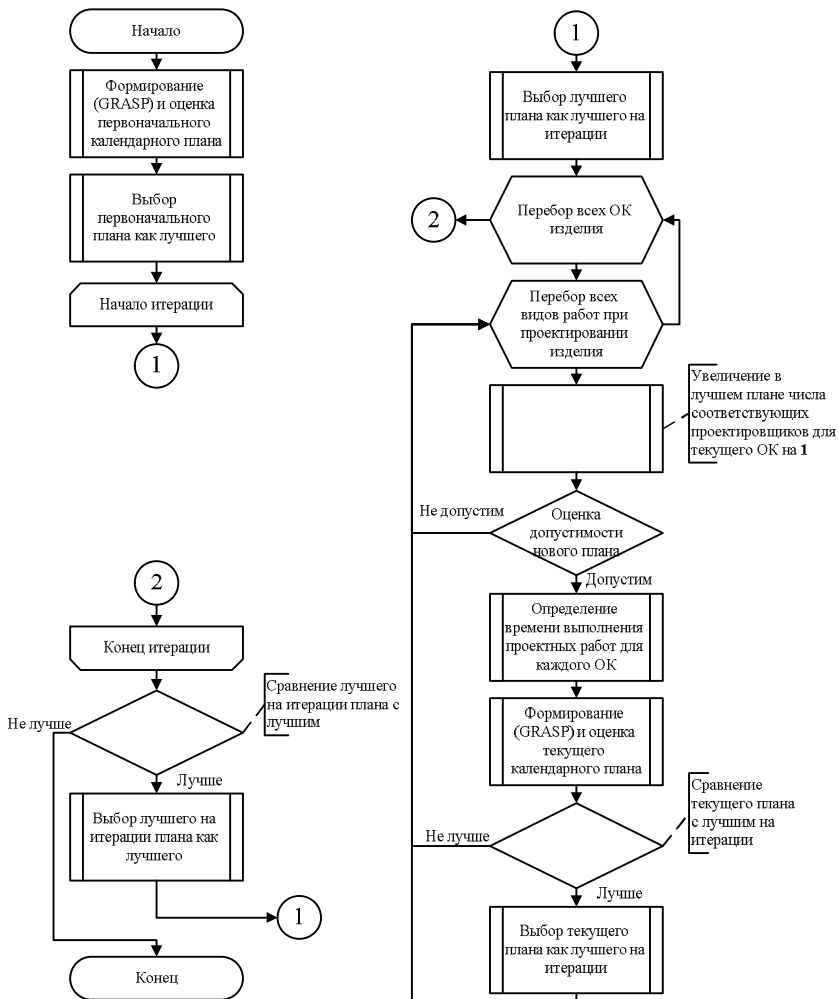 Начало
Формирование
(GRASP) и оценка
первоначального
календарного плана
Выбор
первоначального
плана как лучшего
Начало итерации
1
2
Конец итерации
Сравнение лучшего
на итерации плана с
лучшим
Не лучше
Лучше
Выбор лучшего на
итерации плана как
лучшего
1
Конец
1
Выбор лучшего
плана как лучшего на
итерации
Перебор всех ОК
изделия
2
Перебор всех
видов работ при
проектировании
изделия
Увеличение в
лучшем плане числа
соответствующих
проектировщиков для
текущего ОК на 1
Не допустим
Оценка
допустимости
нового плана
Допустим
Определение
времени выполнения
проектных работ для
каждого ОК
Формирование
(GRASP) и оценка
текущего
календарного плана
Сравнение
текущего плана
с лучшим на
итерации
Не лучше
Лучше
Выбор текущего
плана как лучшего на
итерации